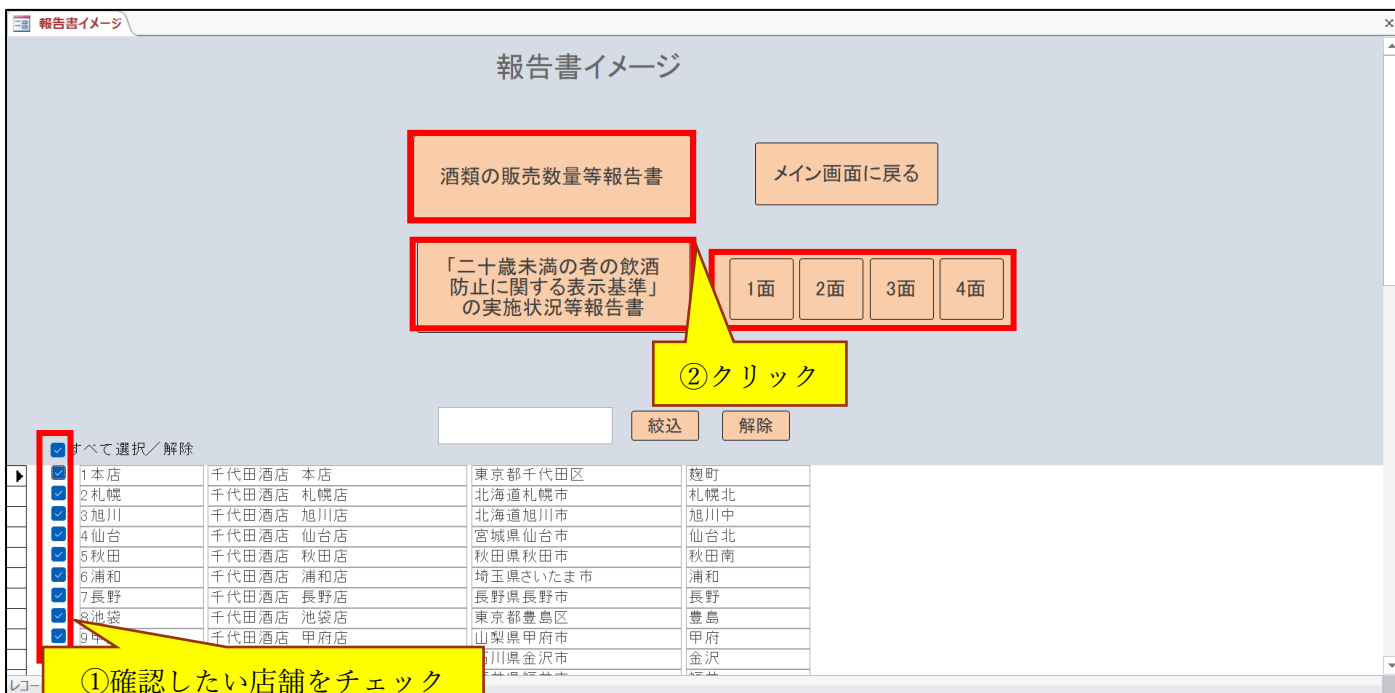 報告書イメージ
報告書イメージ
酒類の販売数量等報告書
メイン画面に戻る
「二十歳未満の者の飲酒
防止に関する表示基準」
の実施状況等報告書
1面 2面 3面 4面
②クリック
絞込 解除
すべて選択／解除
1本店 千代田酒店 本店 東京都千代田区 麹町
2札幌 千代田酒店 札幌店 北海道札幌市 札幌北
3旭川 千代田酒店 旭川店 北海道旭川市 旭川中
4仙台 千代田酒店 仙台店 宮城県仙台市 仙台北
5秋田 千代田酒店 秋田店 秋田県秋田市 秋田南
6浦和 千代田酒店 浦和店 埼玉県さいたま市 浦和
7長野 千代田酒店 長野店 長野県長野市 長野
8池袋 千代田酒店 池袋店 東京都豊島区 豊島
9 千代田酒店 甲府店 山梨県甲府市 甲府
川県金沢市 金沢
①確認したい店舗をチェック
レコー